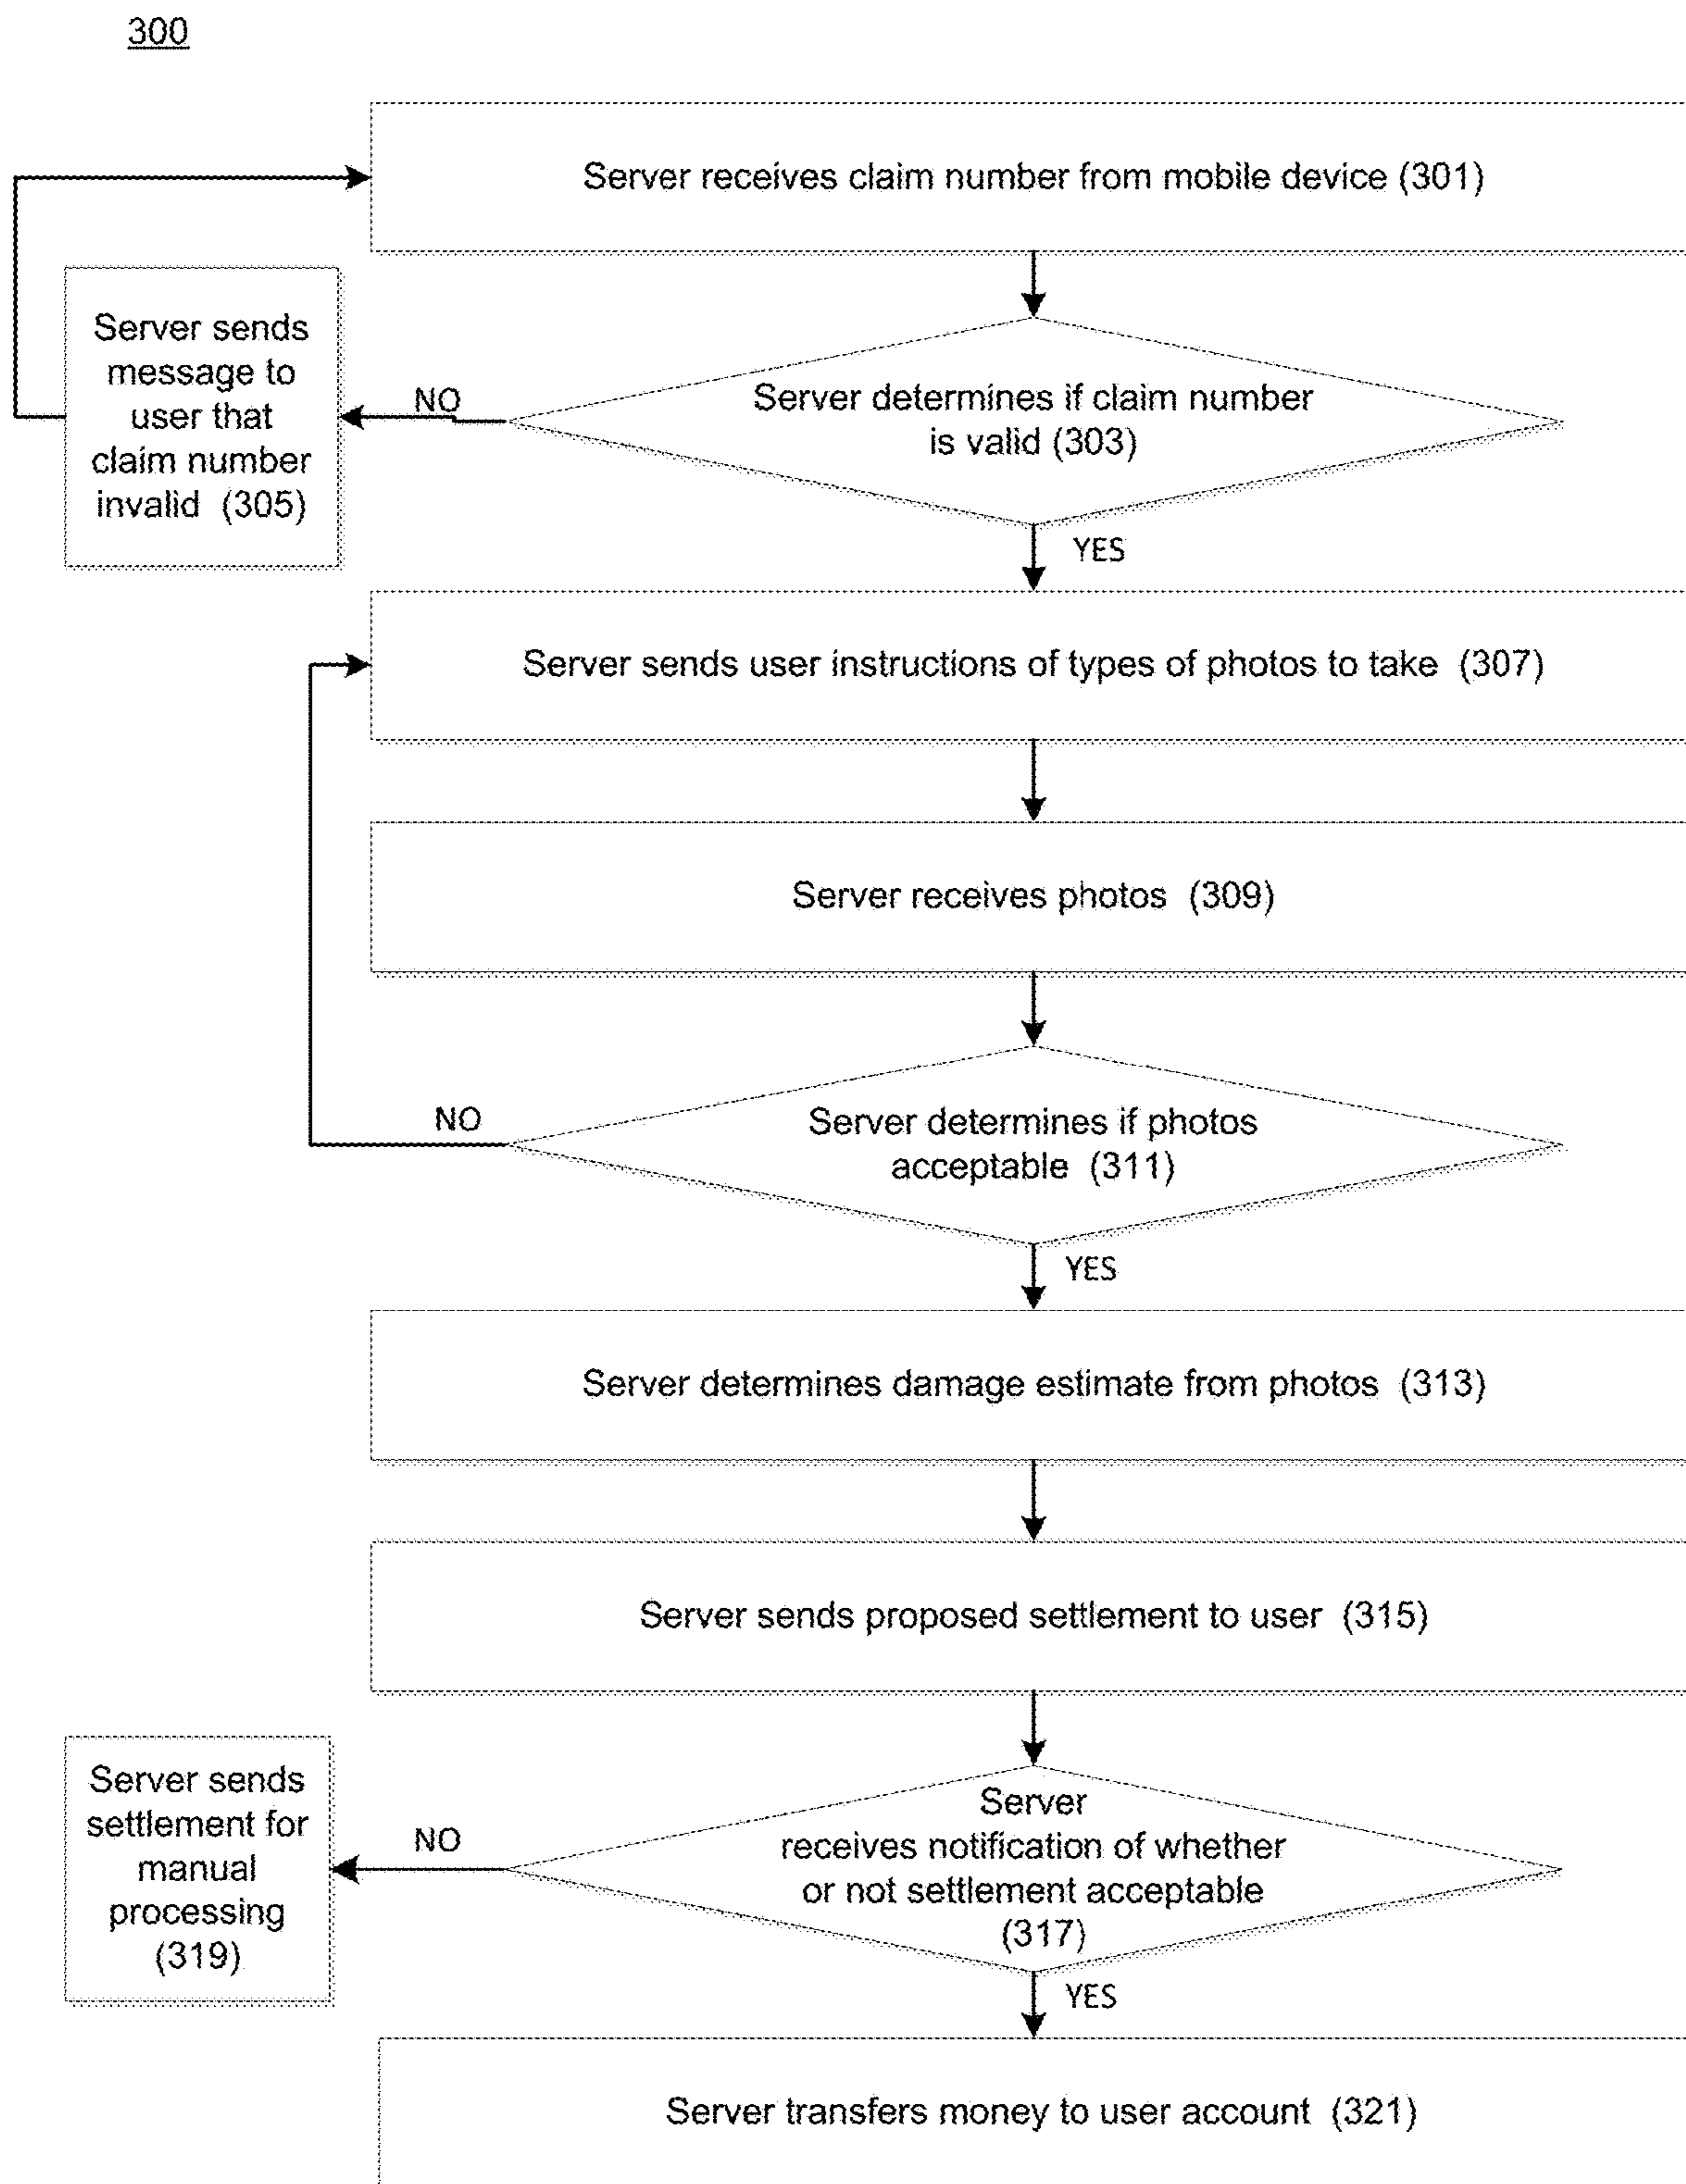 300
Server receives claim number from mobile device (301)
Server sends
message to
user that
claim number
invalid (305)
NO
Server determines if claim number
is valid (303)
YES
Server sends user instructions of types of photos to take (307)
Server receives photos (309)
NO
Server determines if photos
acceptable (311)
YES
Server determines damage estimate from photos (313)
Server sends proposed settlement to user (315)
Server sends
settlement for
manual
processing
(319)
NO
Server
receives notification of whether
or not settlement acceptable
(317)
YES
Server transfers money to user account (321)